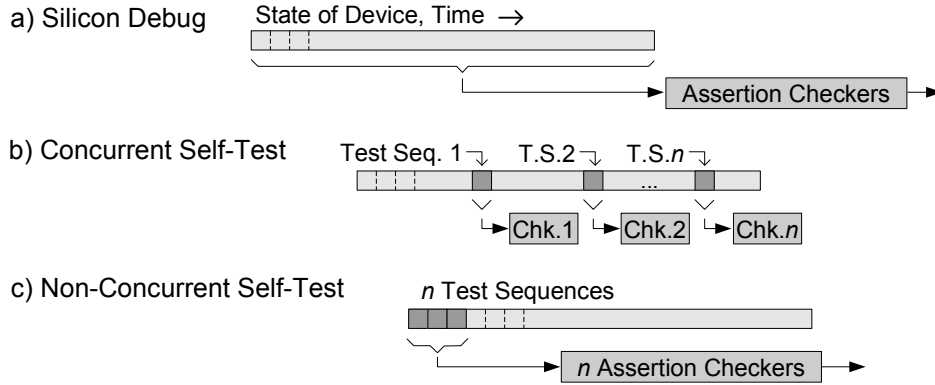 a) Silicon Debug
State of Device, Time →
Assertion Checkers
b) Concurrent Self-Test
Test Seq. 1 T.S.2 T.S.n
...
Chk.1 Chk.2 Chk.n
c) Non-Concurrent Self-Test
n Test Sequences
n Assertion Checkers